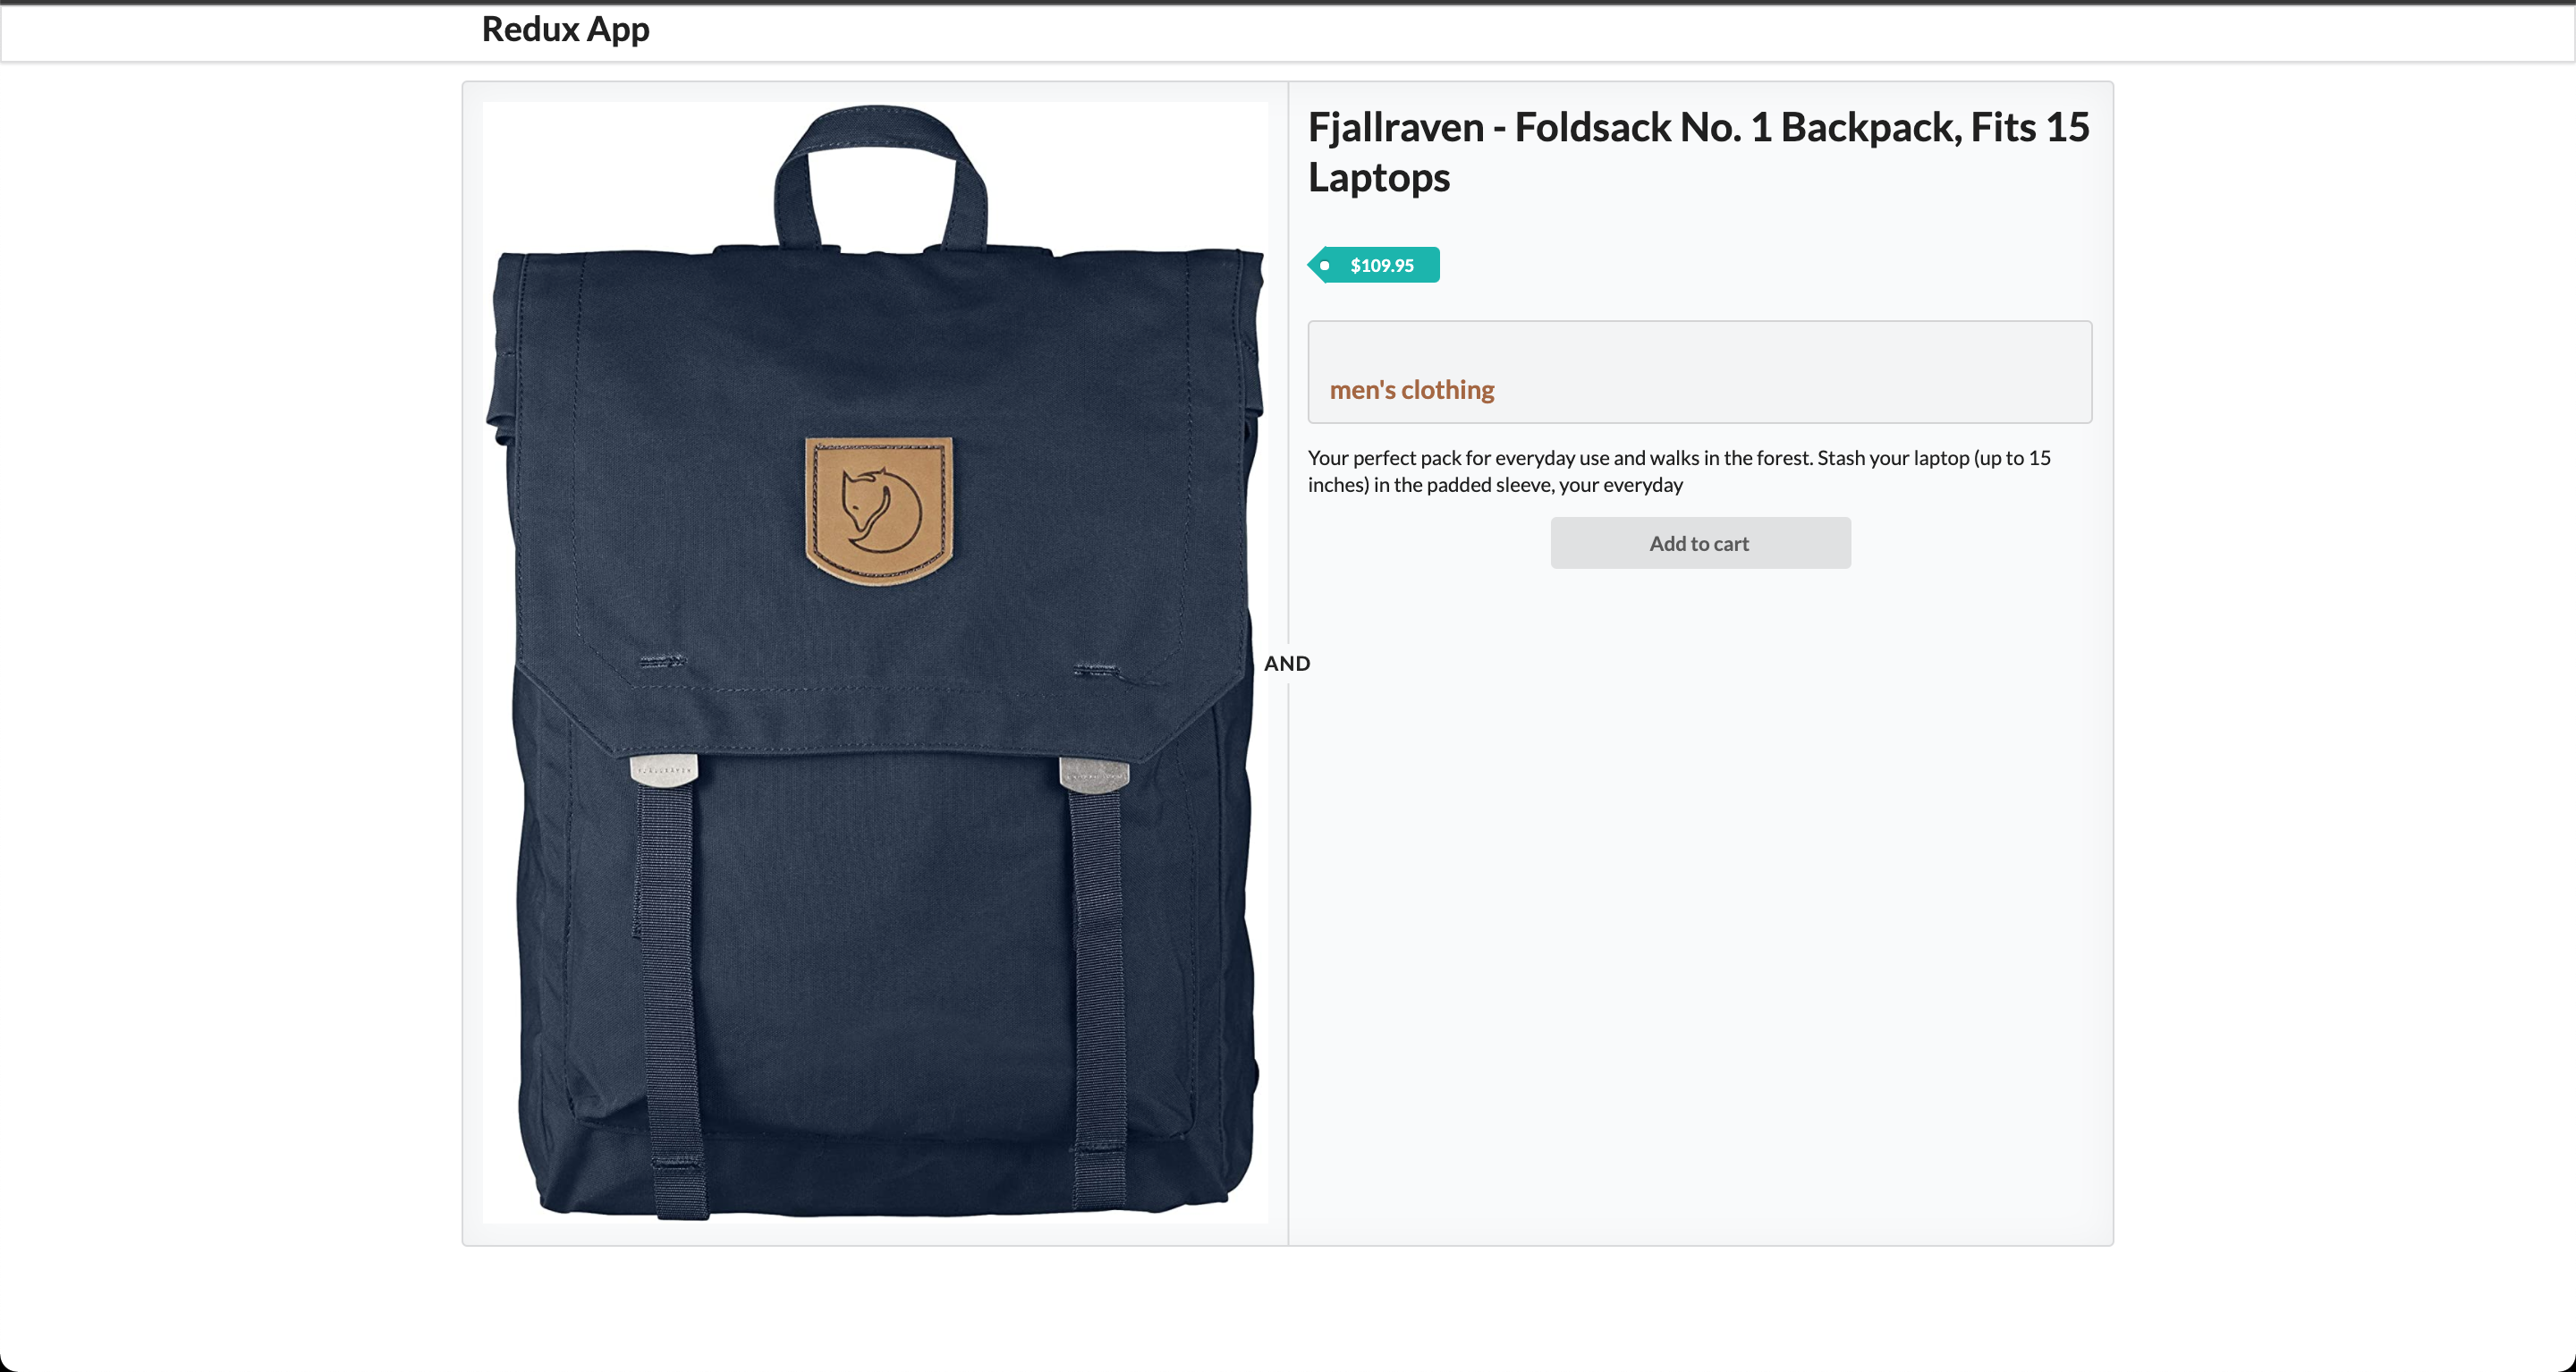 Redux App
Fjallraven - Foldsack No. 1 Backpack, Fits 15
Laptops
$109.95
men's clothing
Your perfect pack for everyday use and walks in the forest. Stash your laptop (up to 15
inches) in the padded sleeve, your everyday
Add to cart
AND